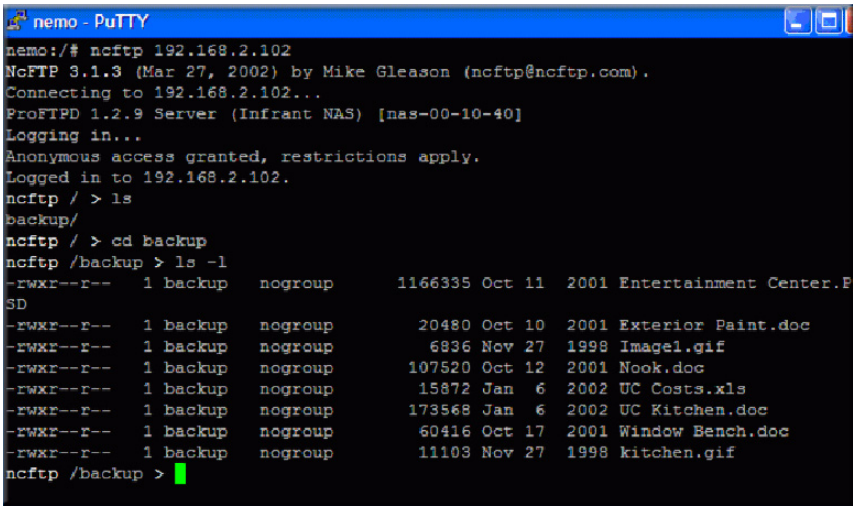 nemo - PuTTY
nemo:/# ncftp 192.168.2.102
NcFTP 3.1.3 (Mar 27, 2002) by Mike Gleason (ncftp@ncftp.com).
Connecting to 192.168.2.102...
ProFTPD 1.2.9 Server (Infrant NAS) [nas-00-10-40]
Logging in...
Anonymous access granted, restrictions apply.
Logged in to 192.168.2.102.
ncftp / > ls
backup/
ncftp / > cd backup
ncftp /backup > ls -l
-rwxr--r--   1 backup   nogroup      1166335 Oct 11  2001 Entertainment Center.P
SD
-rwxr--r--   1 backup   nogroup        20480 Oct 10  2001 Exterior Paint.doc
-rwxr--r--   1 backup   nogroup         6836 Nov 27  1998 Image1.gif
-rwxr--r--   1 backup   nogroup       107520 Oct 12  2001 Nook.doc
-rwxr--r--   1 backup   nogroup        15872 Jan  6  2002 UC Costs.xls
-rwxr--r--   1 backup   nogroup       173568 Jan  6  2002 UC Kitchen.doc
-rwxr--r--   1 backup   nogroup        60416 Oct 17  2001 Window Bench.doc
-rwxr--r--   1 backup   nogroup        11103 Nov 27  1998 kitchen.gif
ncftp /backup >